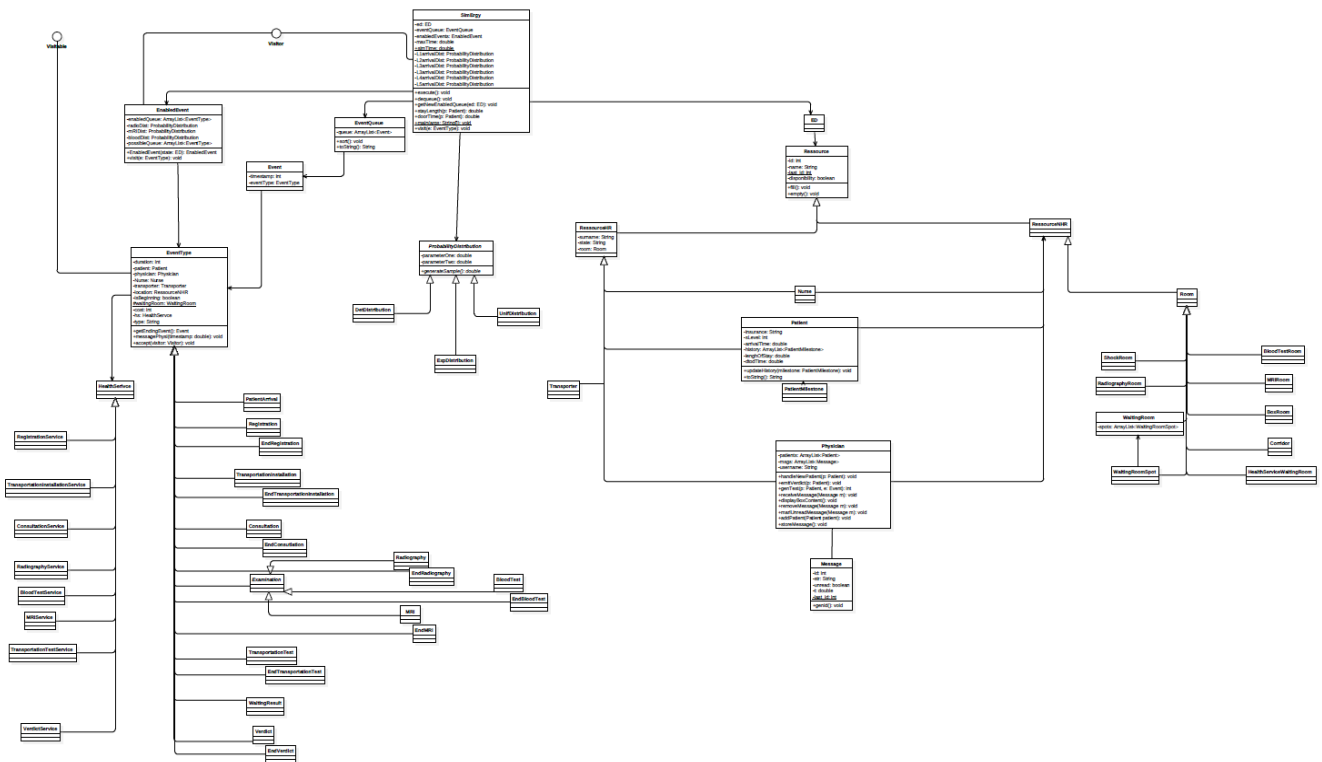 SimErgy
-ed: ED
-eventQueue: EventQueue
-enabledEvents: EnabledEvent
-maxTime: double
+simTime: double
-L1arrivalDist: ProbabilityDistribution
-L2arrivalDist: ProbabilityDistribution
-L3arrivalDist: ProbabilityDistribution
-L4arrivalDist: ProbabilityDistribution
-L5arrivalDist: ProbabilityDistribution
+execute(): void
+dequeue(): void
+getNewEnabledQueue(ed: ED): void
+stayLength(p: Patient): double
+doorTime(p: Patient): double
+main(args: String[]): void
+visit(e: EventType): void
Visitable
Visitor
EnabledEvent
-enabledQueue: ArrayList<EventType>
-radioDist: ProbabilityDistribution
-mRIDist: ProbabilityDistribution
-bloodDist: ProbabilityDistribution
-possibleQueue: ArrayList<EventType>
+EnabledEvent(state: ED): EnabledEvent
+visit(e: EventType): void
EventQueue
-queue: ArrayList<Event>
+sort(): void
+toString(): String
Event
-timestamp: int
-eventType: EventType
ED
Ressource
-id: int
-name: String
-last_id: int
-disponibility: boolean
+fill(): void
+empty(): void
RessourceHR
-surname: String
-state: String
-room: Room
RessourceNHR
EventType
-duration: int
-patient: Patient
-physician: Physician
-Nurse: Nurse
-transporter: Transporter
-location: RessourceNHR
-isBeginning: boolean
#waitingRoom: WaitingRoom
-cost: int
-hs: HealthService
-type: String
+getEndingEvent(): Event
+messagePhysi(timestamp: double): void
+accept(visitor: Visitor): void
ProbabilityDistribution
-parameterOne: double
-parameterTwo: double
+generateSample(): double
DetDistribution
UnifDistribution
ExpDistribution
Nurse
Room
Patient
-insurance: String
-sLevel: int
-arrivalTime: double
-history: ArrayList<PatientMilestone>
-lengthOfStay: double
-dtodTime: double
+updateHistory(milestone: PatientMilestone): void
+toString(): String
PatientMilestone
Transporter
ShockRoom
BloodTestRoom
RadiographyRoom
MRIRoom
WaitingRoom
-spots: ArrayList<WaitingRoomSpot>
BoxRoom
Corridor
WaitingRoomSpot
HealthServiceWaitingRoom
HealthService
PatientArrival
Registration
EndRegistration
RegistrationService
TransportationInstallation
EndTransportationInstallation
TransportationInstallationService
Physician
-patients: ArrayList<Patient>
-msgs: ArrayList<Message>
-username: String
+handleNewPatient(p: Patient): void
+emitVerdict(p: Patient): void
+genTest(p: Patient, e: Event): int
+receiveMessage(Message m): void
+displayBoxContent(): void
+removeMessage(Message m): void
+markUnreadMessage(Message m): void
+addPatient(Patient patient): void
+storeMessage(): void
Consultation
ConsultationService
EndConsultation
Radiography
EndRadiography
RadiographyService
Examination
BloodTest
EndBloodTest
BloodTestService
Message
-id: int
-str: String
-unread: boolean
-t: double
-last_id: int
+genId(): void
MRI
MRIService
EndMRI
TransportationTest
TransportationTestService
EndTransportationTest
WaitingResult
Verdict
VerdictService
EndVerdict